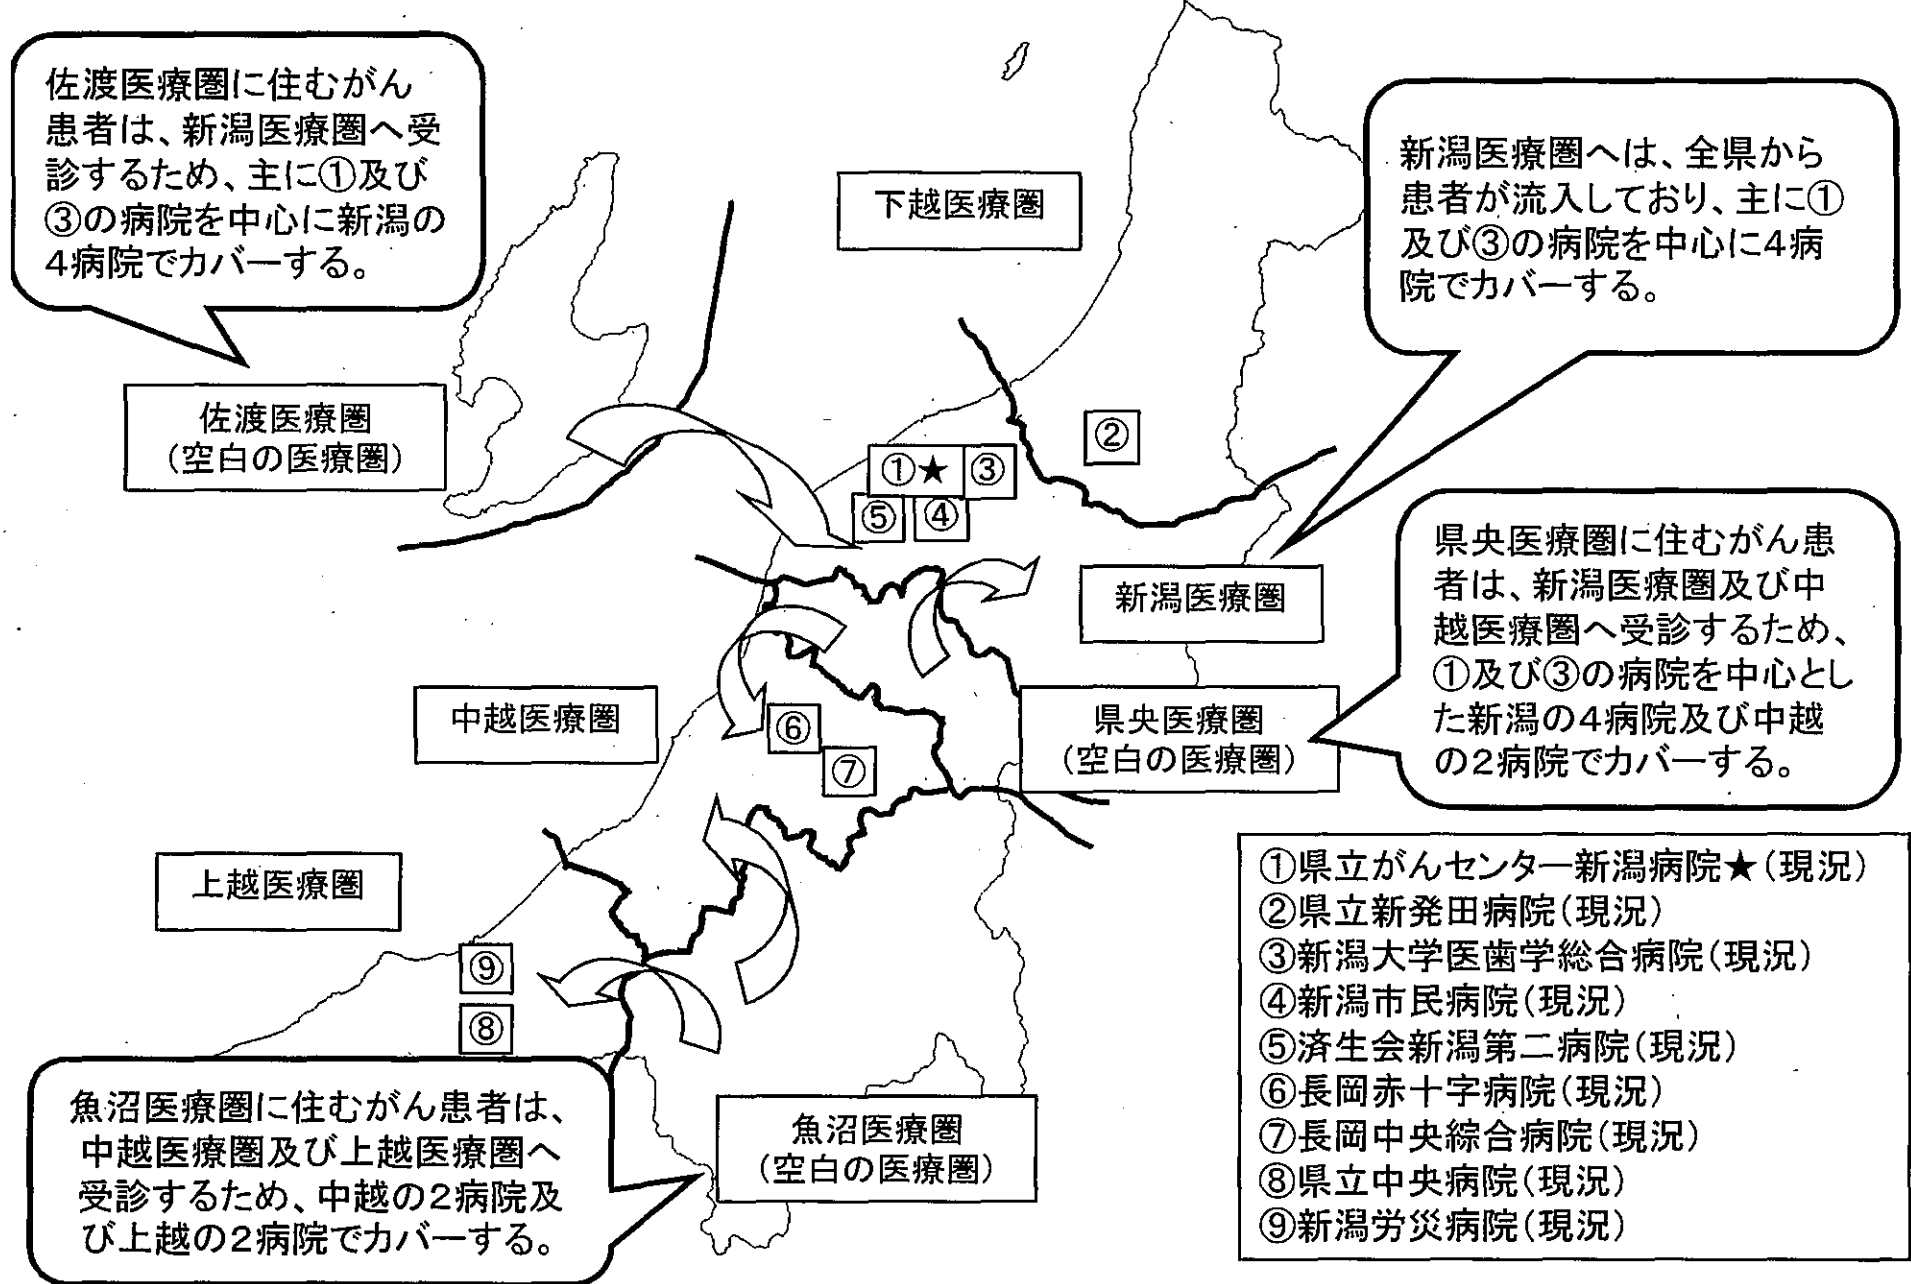 佐渡医療圏に住むがん
患者は、新潟医療圏へ受
診するため、主に①及び
③の病院を中心に新潟の
４病院でカバーする。
下越医療圏
新潟医療圏へは、全県から
患者が流入しており、主に①
及び③の病院を中心に４病
院でカバーする。
佐渡医療圏
(空白の医療圏)
②
①★
③
⑤
④
県央医療圏に住むがん患
者は、新潟医療圏及び中
越医療圏へ受診するため、
①及び③の病院を中心とし
た新潟の４病院及び中越
の２病院でカバーする。
新潟医療圏
中越医療圏
⑥
⑦
県央医療圏
(空白の医療圏)
上越医療圏
⑨
⑧
魚沼医療圏に住むがん患者は、
中越医療圏及び上越医療圏へ
受診するため、中越の２病院及
び上越の２病院でカバーする。
魚沼医療圏
(空白の医療圏)
①県立がんセンター新潟病院★(現況)
②県立新発田病院(現況)
③新潟大学医歯学総合病院(現況)
④新潟市民病院(現況)
⑤済生会新潟第二病院(現況)
⑥長岡赤十字病院(現況)
⑦長岡中央綜合病院(現況)
⑧県立中央病院(現況)
⑨新潟労災病院(現況)